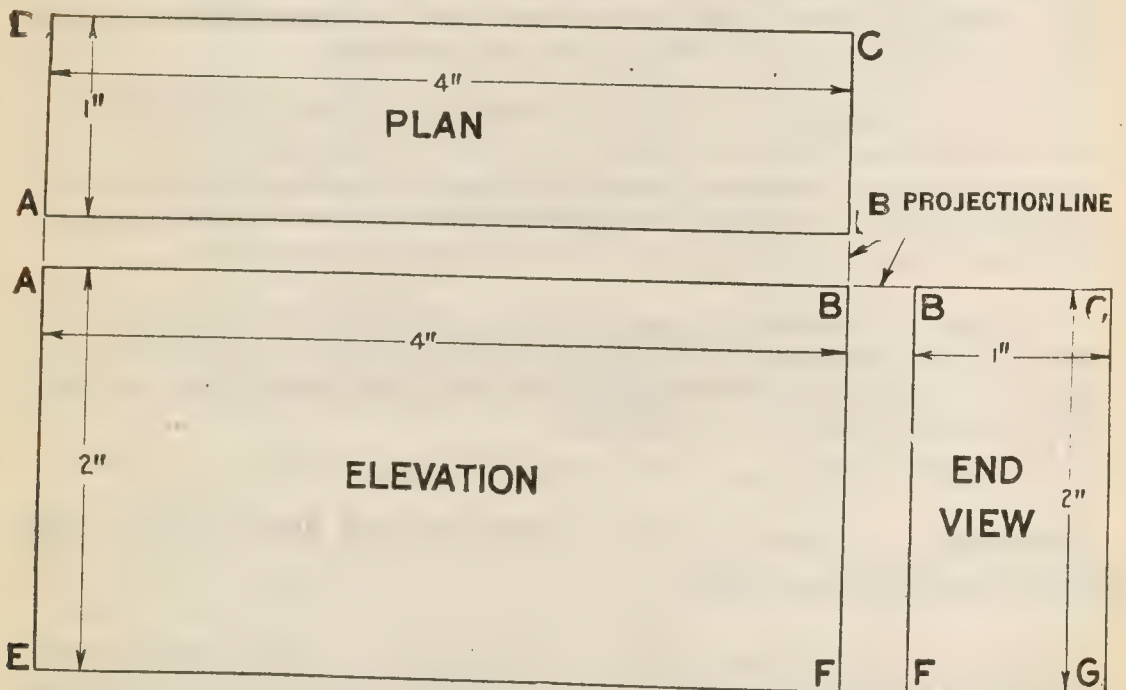 D
C
4"
1"
PLAN
A
B PROJECTION LINE
A
B
B
C
4"
1"
2"
ELEVATION
END
VIEW
2"
E
F
F
G